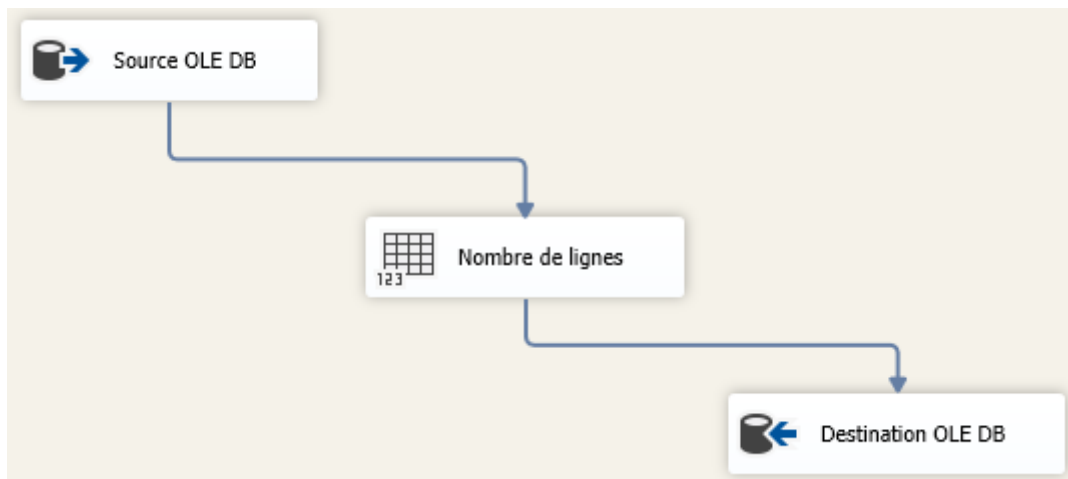 Source OLE DB
Nombre de lignes
123
Destination OLE DB